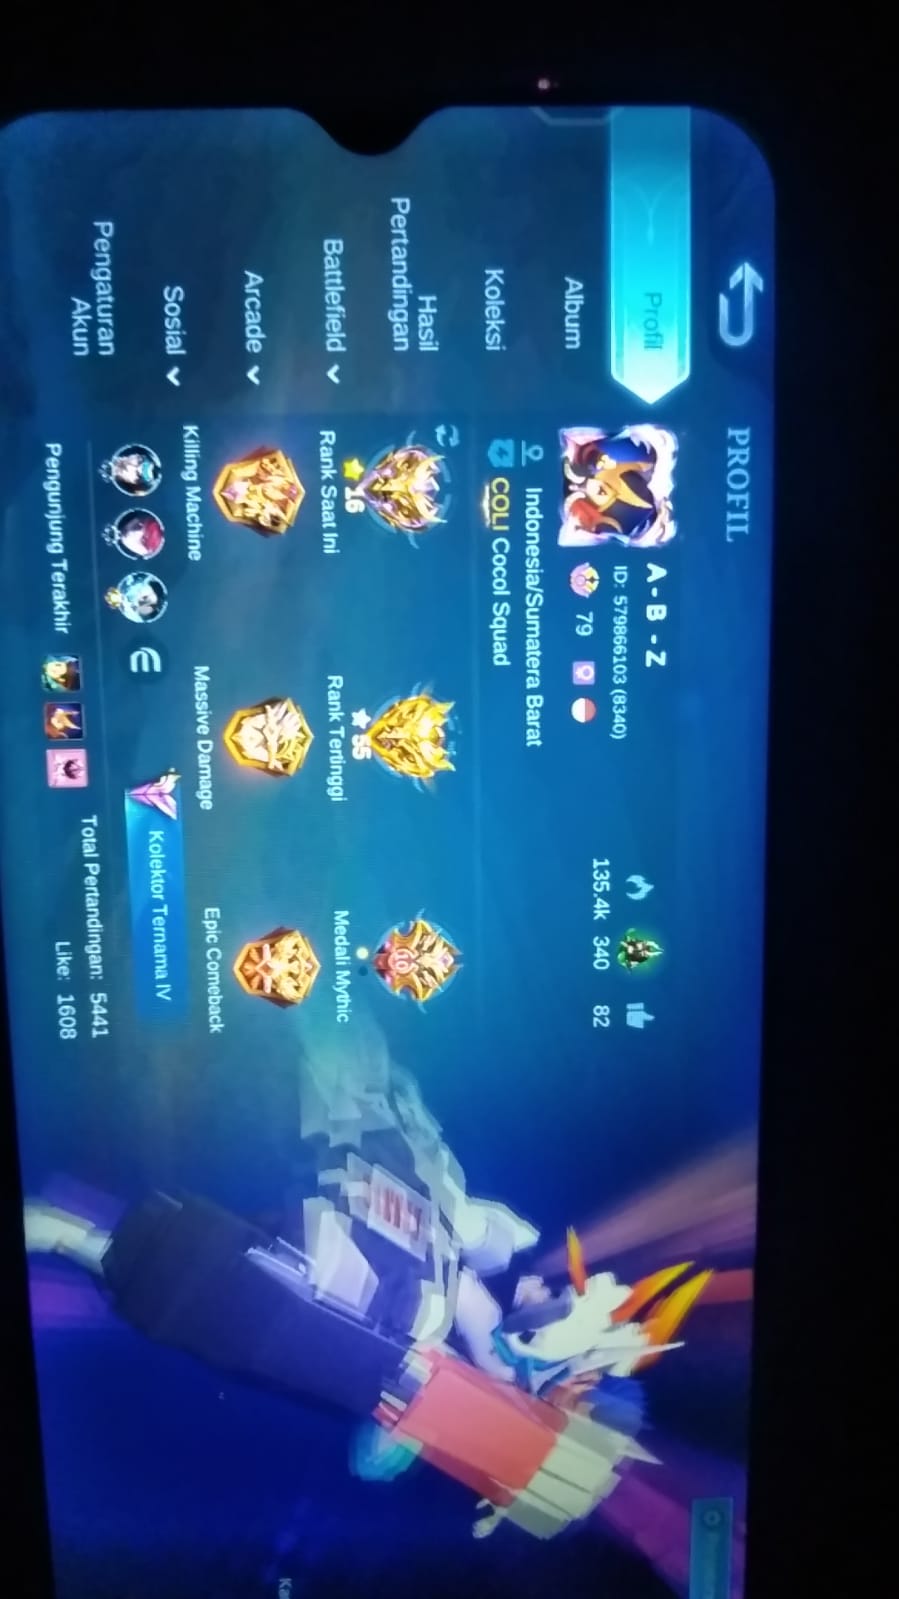 PROFIL
Profil
Album
Koleksi
Hasil
Pertandingan
Battlefield
Arcade
Sosial
Pengaturan
Akun
A - B - Z
ID: 579866103 (8340)
79
135.4k 340 82
Indonesia/Sumatera Barat
COLI Cocol Squad
16
Rank Saat Ini
55
Rank Tertinggi
10
Medali Mythic
Killing Machine
Massive Damage
Epic Comeback
Kolektor Ternama IV
Pengunjung Terakhir
Total Pertandingan: 5441
Like: 1608